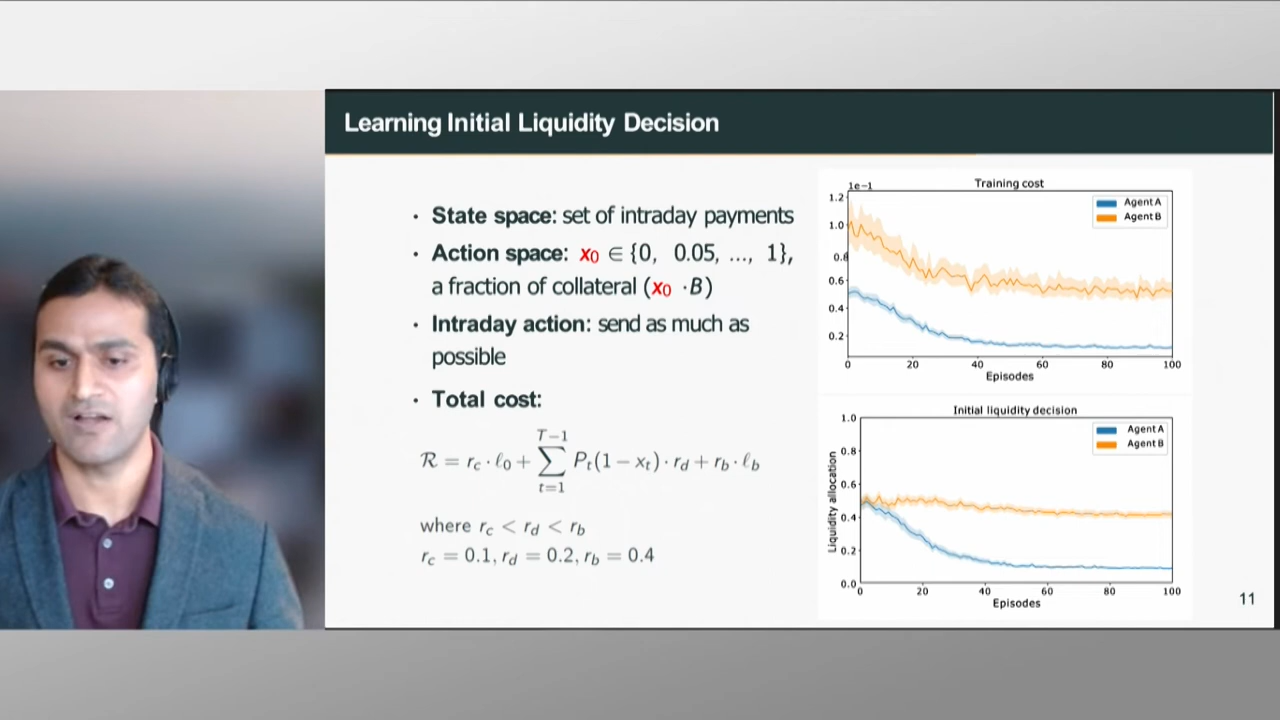 Learning Initial Liquidity Decision
· State space: set of intraday payments
· Action space: x₀ ∈ {0, 0.05, ..., 1},
a fraction of collateral (x₀ · B)
· Intraday action: send as much as
possible
· Total cost:
T−1
R = r_c · ℓ₀ + ∑ P_t(1 − x_t) · r_d + r_b · ℓ_b
t=1
where r_c < r_d < r_b
r_c = 0.1, r_d = 0.2, r_b = 0.4
1e−1
Training cost
1.2
1.0
0.8
0.6
0.4
0.2
Agent A
Agent B
0 20 40 60 80 100
Episodes
Initial liquidity decision
1.0
0.8
0.6
0.4
0.2
0.0
Liquidity allocation
Agent A
Agent B
0 20 40 60 80 100
Episodes
11